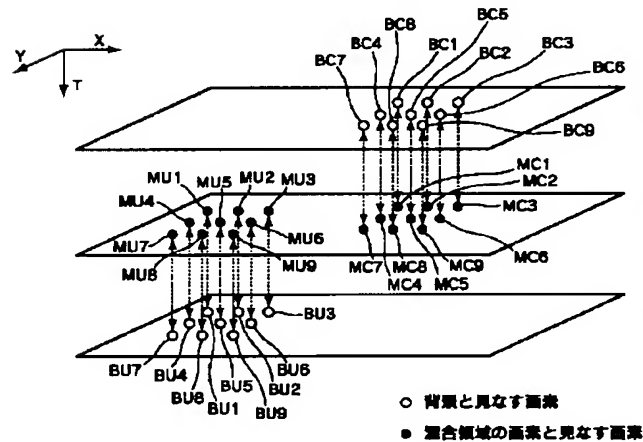 BC5
BC8
BC4 BC1 BC3
BC7 BC2 BC6
Y X
T
BC9
MU2
MU1 MU5 MU3
MU4
MU7 MU6
MU8 MU9
MC1
MC2
MC3
MC7 MC8 MC9 MC6
MC4 MC5
BU3
BU7 BU4 BU8 BU6
BU5 BU2
BU1 BU9
○ 背景と見なす画素
● 混合領域の画素と見なす画素